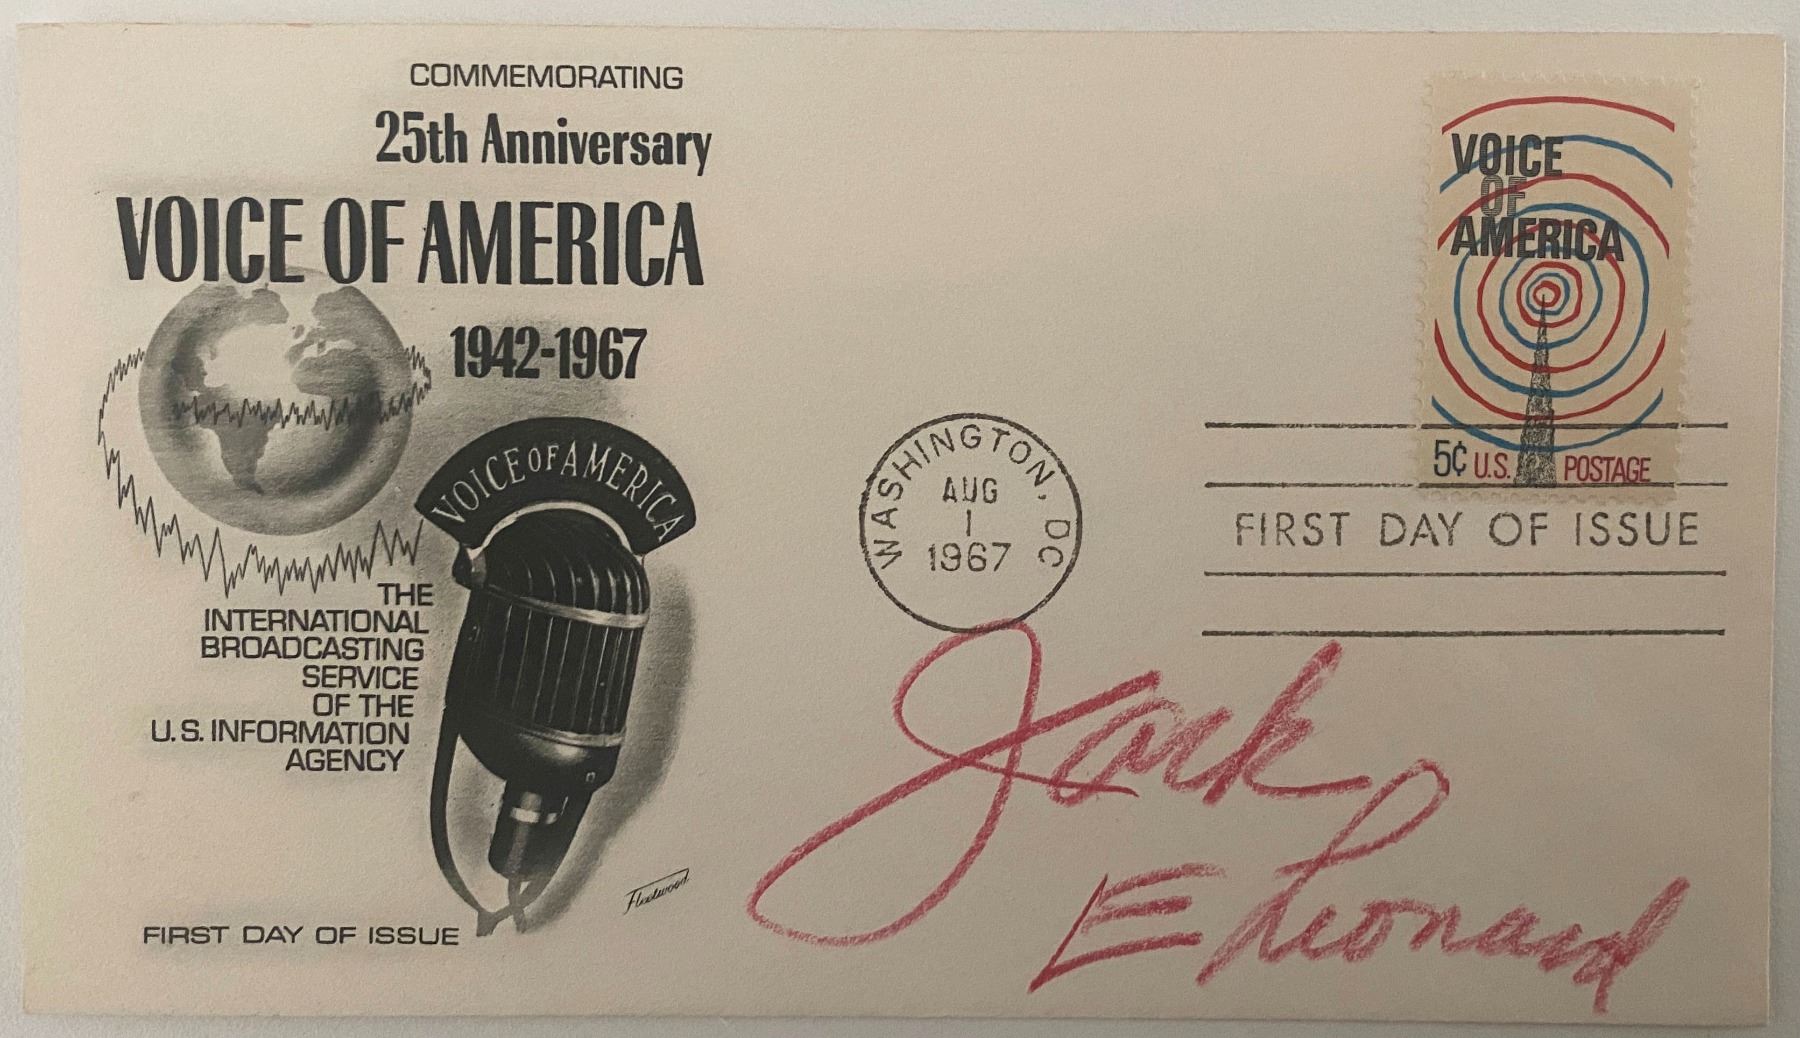 COMMEMORATING
25th Anniversary
VOICE OF AMERICA
1942-1967
VOICE OF AMERICA
THE
INTERNATIONAL
BROADCASTING
SERVICE
OF THE
U.S. INFORMATION
AGENCY
Fleetwood
FIRST DAY OF ISSUE
WASHINGTON, DC
AUG
1
1967
VOICE
OF
AMERICA
5¢ U.S. POSTAGE
FIRST DAY OF ISSUE
Jack
E Leonard